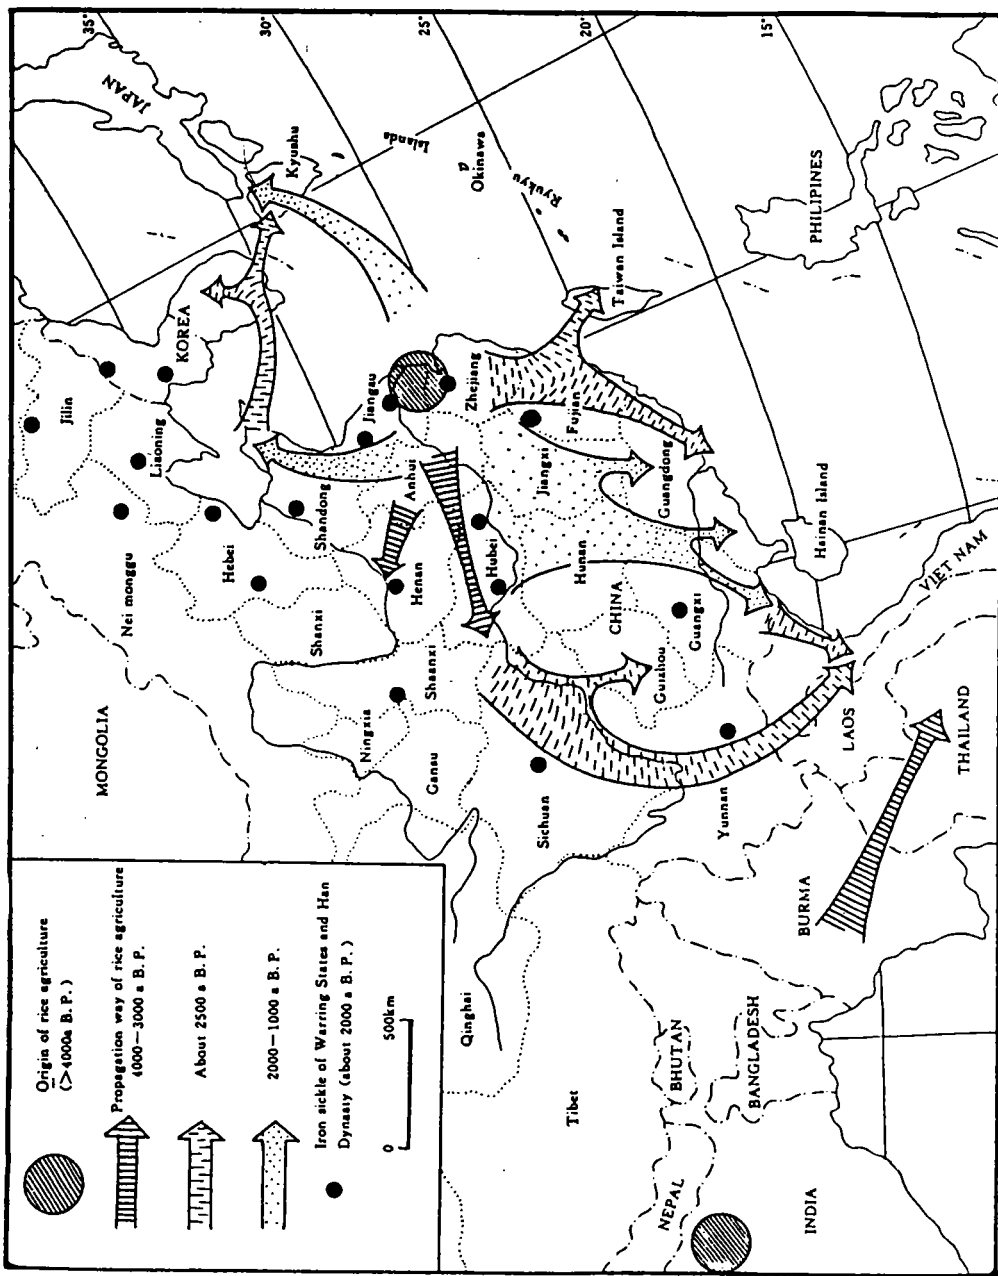 Origin of rice agriculture
(>4000a B. P.)
Propagation way of rice agriculture
4000—3000 a B. P.
About 2500 a B. P.
2000—1000 a B. P.
Iron sickle of Warring States and Han
Dynasty (about 2000 a B. P.)
0
500km
MONGOLIA
Nei monggu
Jilin
Liaoning
KOREA
JAPAN
35°
Hebei
Shanxi
Shandong
Kyushu
30°
Ningxia
Gansu
Shanxi
Henan
Anhui
Jiangsu
Islands
Okinawa
Ryukyu
25°
Qinghai
Sichuan
Hubei
Zhejiang
Tibet
CHINA
Hunan
Jiangxi
Fujian
Taiwan Island
20°
Guizhou
Guangxi
Guangdong
Yunnan
NEPAL
BHUTAN
BANGLADESH
INDIA
BURMA
LAOS
Hainan Island
PHILIPINES
15°
THAILAND
VIET NAM